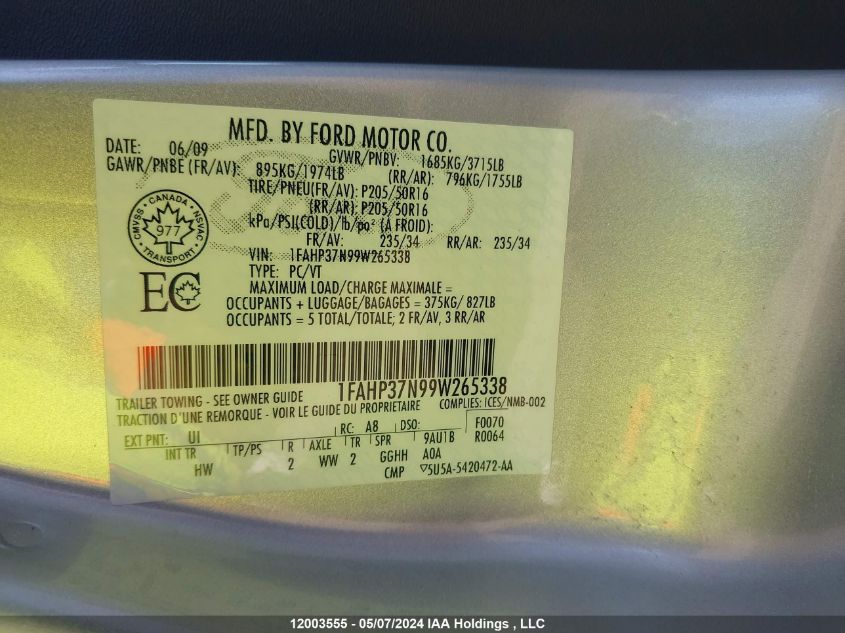 MFD. BY FORD MOTOR CO.
DATE: 06/09 GVWR/PNBV: 1685KG/3715LB
GAWR/PNBE (FR/AV): 895KG/1974LB (RR/AR): 796KG/1755LB
TIRE/PNEU(FR/AV): P205/50R16
(RR/AR): P205/50R16
kPa/PSI(COLD)/lb/po² (À FROID):
FR/AV: 235/34 RR/AR: 235/34
VIN: 1FAHP37N99W265338
TYPE: PC/VT
CANADA
CMVSS NSVAC
977
TRANSPORT
EC
MAXIMUM LOAD/CHARGE MAXIMALE =
OCCUPANTS + LUGGAGE/BAGAGES = 375KG/ 827LB
OCCUPANTS = 5 TOTAL/TOTALE; 2 FR/AV, 3 RR/AR
1FAHP37N99W265338
TRAILER TOWING - SEE OWNER GUIDE COMPLIES: ICES/NMB-002
TRACTION D'UNE REMORQUE - VOIR LE GUIDE DU PROPRIETAIRE
RC: A8 DSO: F0070
EXT PNT: UI 9AU1B R0064
INT TR TP/PS R AXLE TR SPR
HW 2 WW 2 GGHH A0A
CMP ▽5U5A-5420472-AA
12003555 - 05/07/2024 IAA Holdings , LLC